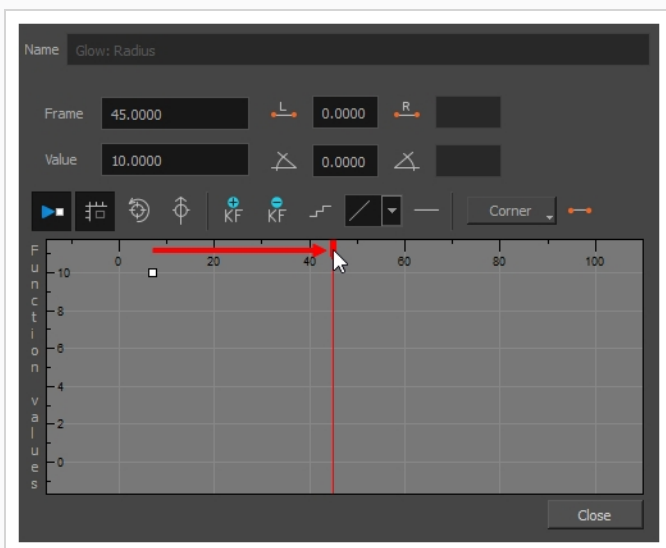 Name Glow: Radius
Frame 45.0000 L 0.0000 R
Value 10.0000 0.0000
KF KF Corner
Function values
0 20 40 60 80 100
10
8
6
4
2
0
Close